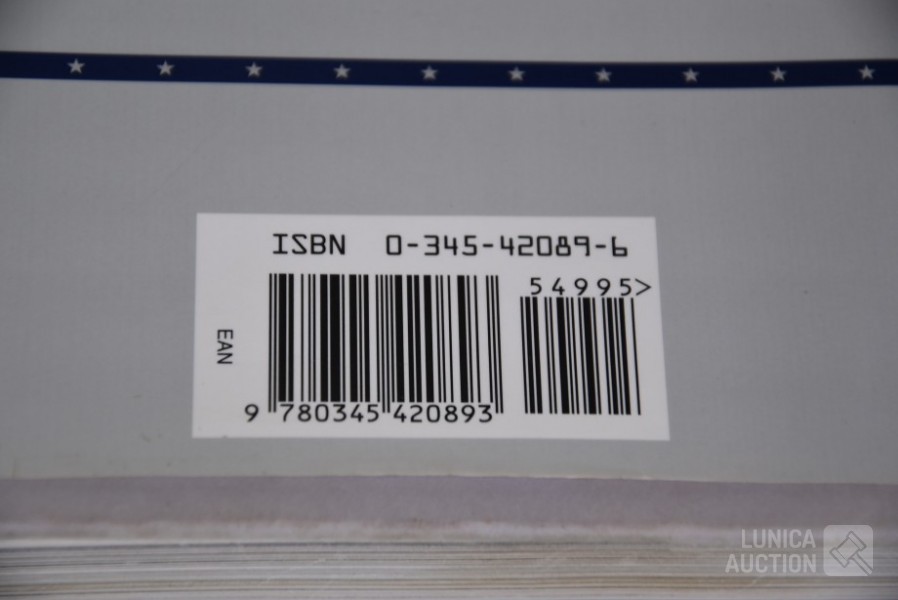 ISBN 0-345-42089-6
54995>
EAN
9 780345 420893
LUNICA
AUCTION